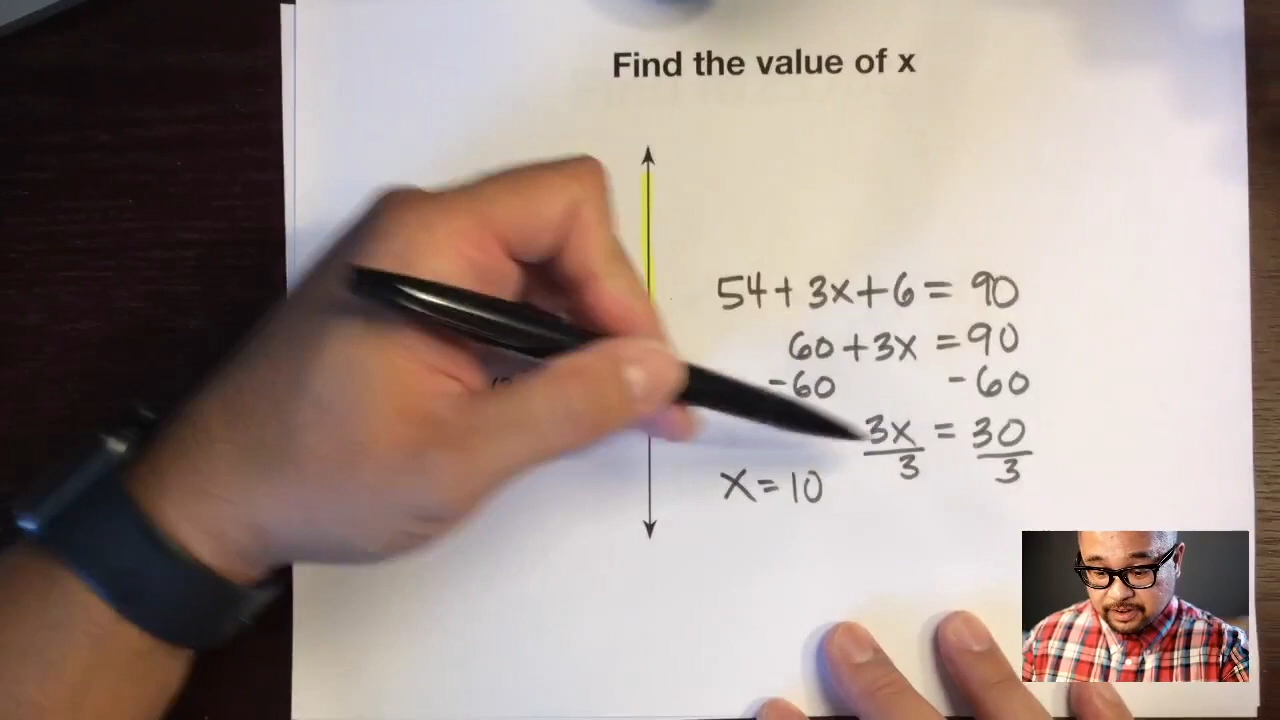 Find the value of x
54 + 3x + 6 = 90
60 + 3x = 90
-60 -60
3x = 30
3 3
x = 10